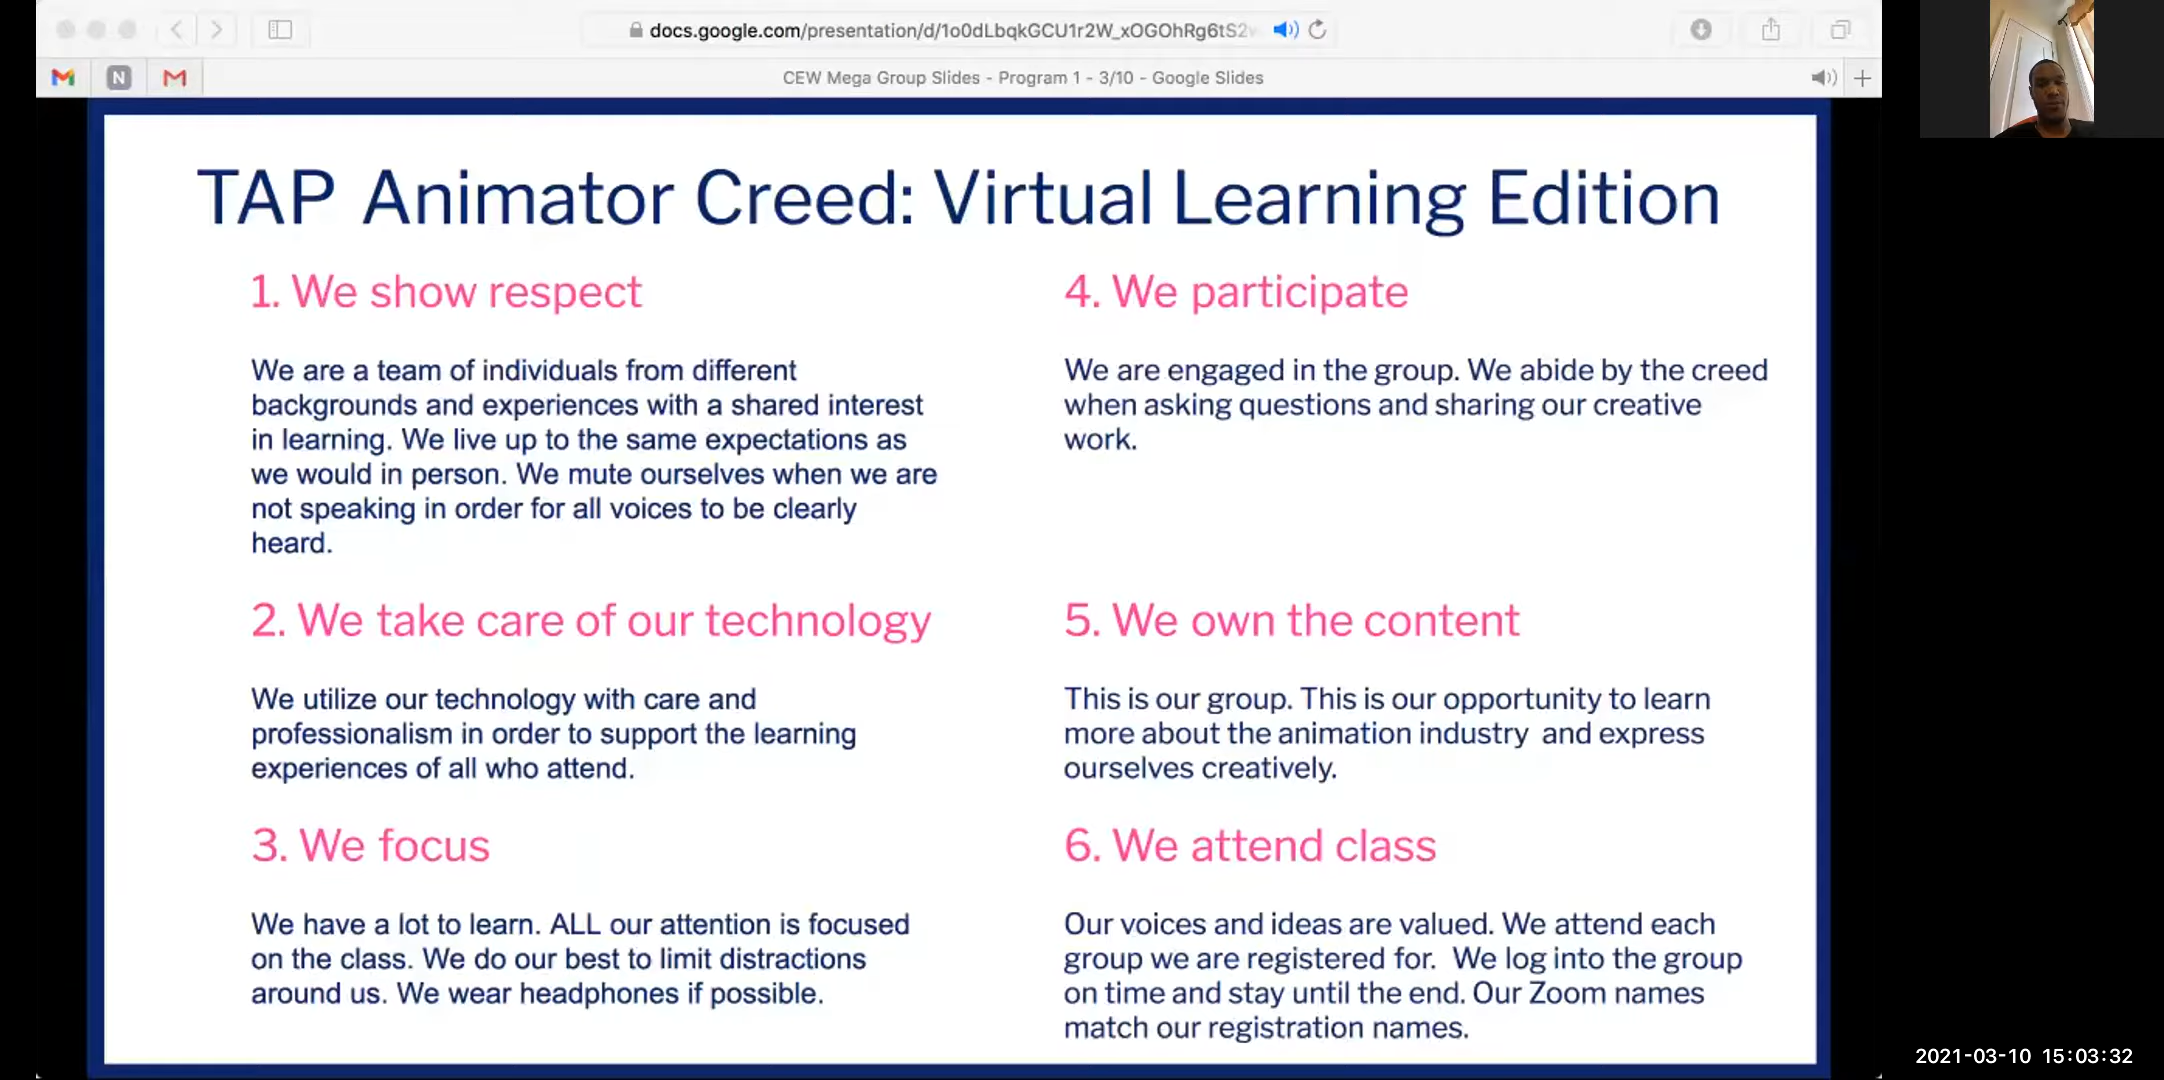 docs.google.com/presentation/d/1o0dLbqkGCU1r2W_xOGOhRg6tS2
N
CEW Mega Group Slides - Program 1 - 3/10 - Google Slides
TAP Animator Creed: Virtual Learning Edition
1. We show respect
We are a team of individuals from different
backgrounds and experiences with a shared interest
in learning. We live up to the same expectations as
we would in person. We mute ourselves when we are
not speaking in order for all voices to be clearly
heard.
2. We take care of our technology
We utilize our technology with care and
professionalism in order to support the learning
experiences of all who attend.
3. We focus
We have a lot to learn. ALL our attention is focused
on the class. We do our best to limit distractions
around us. We wear headphones if possible.
4. We participate
We are engaged in the group. We abide by the creed
when asking questions and sharing our creative
work.
5. We own the content
This is our group. This is our opportunity to learn
more about the animation industry and express
ourselves creatively.
6. We attend class
Our voices and ideas are valued. We attend each
group we are registered for. We log into the group
on time and stay until the end. Our Zoom names
match our registration names.
2021-03-10 15:03:32